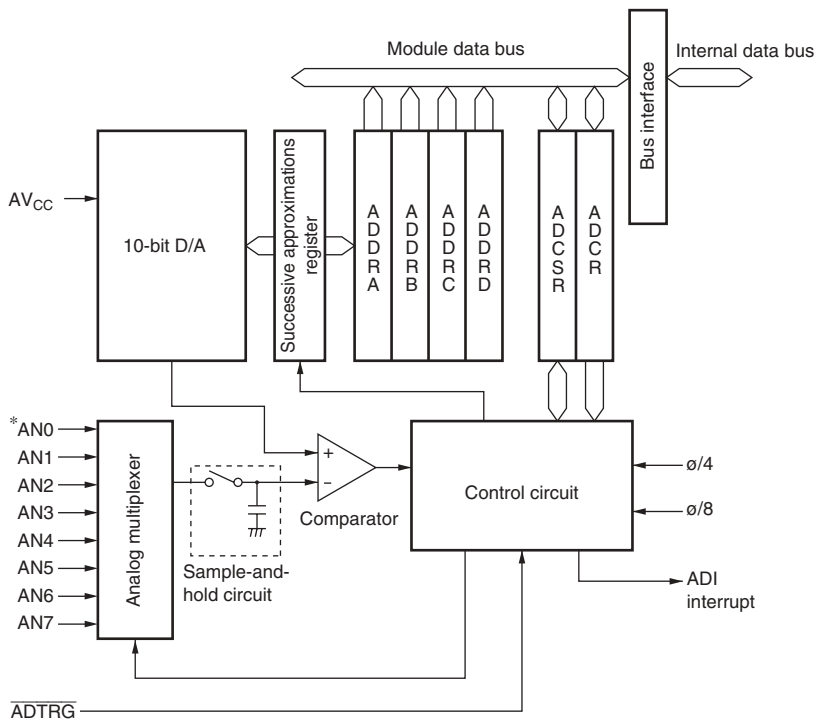 Module data bus
Internal data bus
Bus interface
AVCC
10-bit D/A
Successive approximations
register
ADDRA
ADDRB
ADDRC
ADDRD
ADCSR
ADCR
*AN0
AN1
AN2
AN3
AN4
AN5
AN6
AN7
Analog multiplexer
Sample-and-
hold circuit
+
−
Comparator
Control circuit
ø/4
ø/8
ADI
interrupt
ADTRG